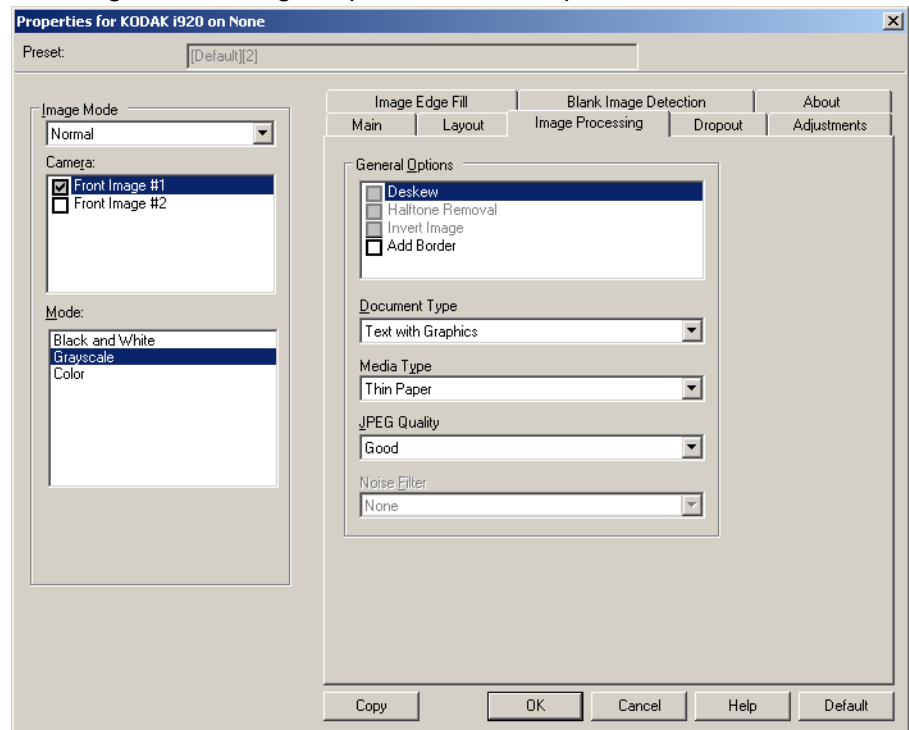 Properties for KODAK i920 on None
Preset:
[Default][2]
Image Mode
Normal
Camera:
Front Image #1
Front Image #2
Mode:
Black and White
Grayscale
Color
Image Edge Fill
Blank Image Detection
About
Main
Layout
Image Processing
Dropout
Adjustments
General Options
Deskew
Halftone Removal
Invert Image
Add Border
Document Type
Text with Graphics
Media Type
Thin Paper
JPEG Quality
Good
Noise Filter
None
Copy
OK
Cancel
Help
Default